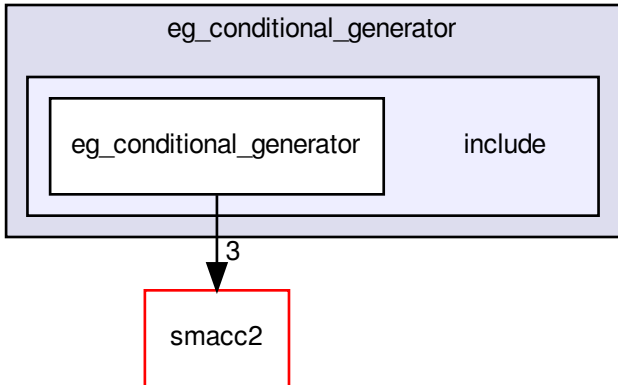 eg_conditional_generator
eg_conditional_generator
include
3
smacc2